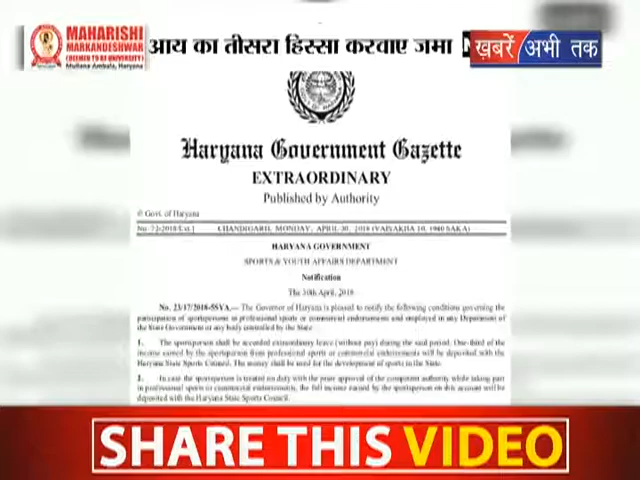 MAHARISHI
MARKANDESHWAR
(DEEMED TO BE UNIVERSITY)
Mullana Ambala, Haryana
आय का तीसरा हिस्सा करवाए जमा
ख़बरें अभी तक
Haryana Government Gazette
EXTRAORDINARY
Published by Authority
© Govt. of Haryana
CHANDIGARH, MONDAY, APRIL 30, 2018 (VAISAKHA 10, 1940 SAKA)
HARYANA GOVERNMENT
SPORTS & YOUTH AFFAIRS DEPARTMENT
Notification
The 30th April, 2018
No. 23/17/2018-5SYA.— The Governor of Haryana is pleased to notify the following conditions governing the
participation of sportspersons in professional sports or commercial endorsements and employed in any Department of
the State Government or any body controlled by the State.
1. The sportsperson shall be accorded extraordinary leave (without pay) during the said period. One-third of the
income earned by the sportsperson from professional sports or commercial endorsements will be deposited with the
Haryana State Sports Council. The money shall be used for the development of sports in the State.
2. In case the sportsperson is treated on duty with the prior approval of the competent authority while taking part
in professional sports or commercial endorsements, the full income earned by the sportsperson on this account will be
deposited with the Haryana State Sports Council.
SHARE THIS VIDEO